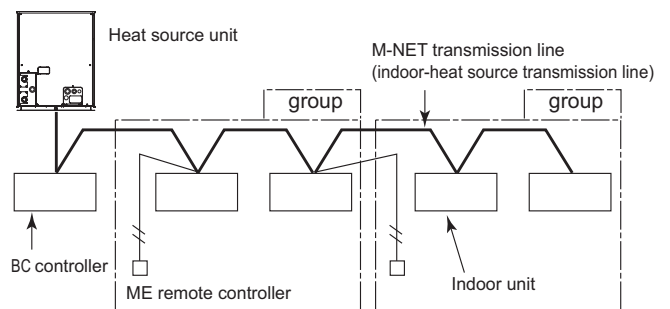 Heat source unit
M-NET transmission line
(indoor-heat source transmission line)
group
group
BC controller
ME remote controller
Indoor unit